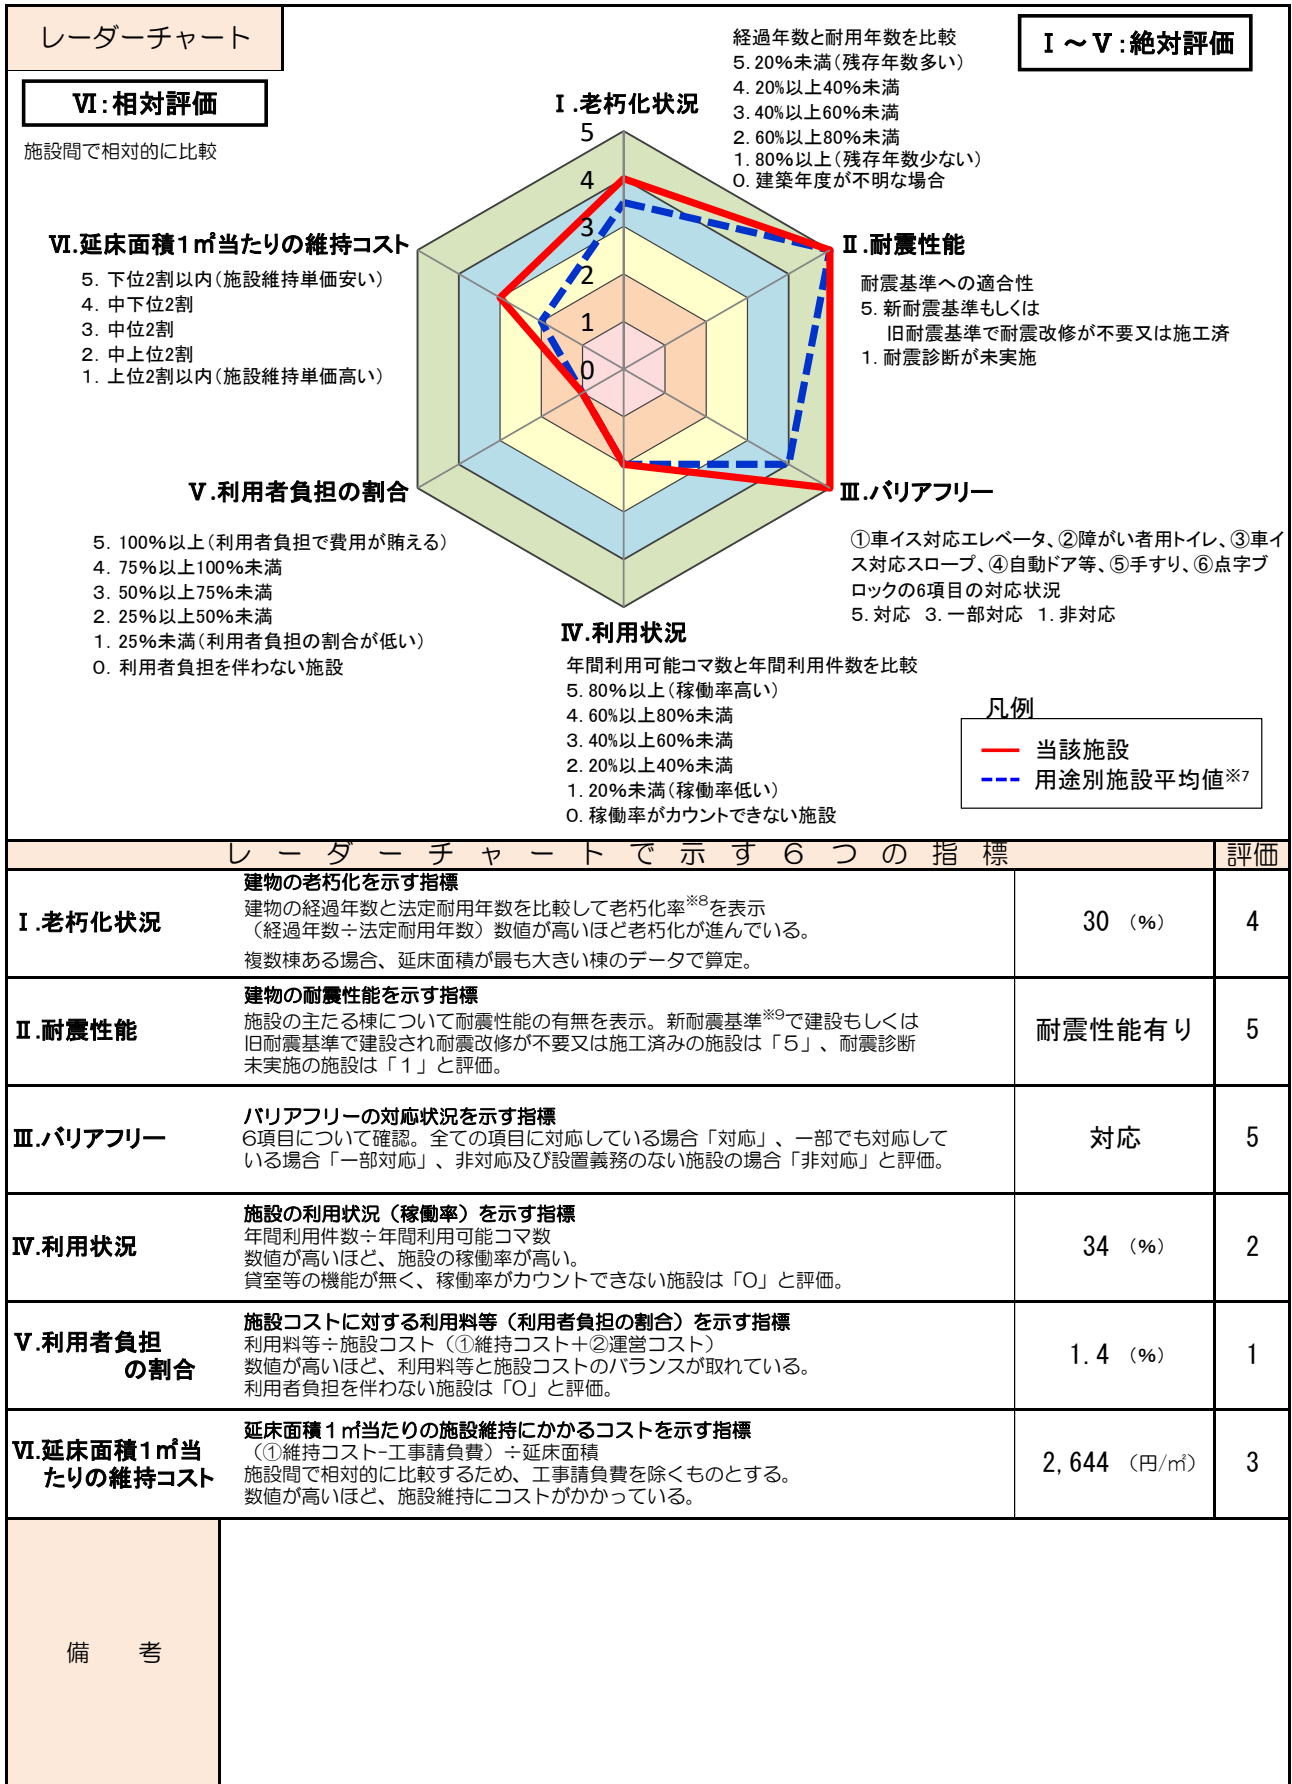 レーダーチャート
Ⅰ～Ⅴ:絶対評価
Ⅵ:相対評価
施設間で相対的に比較
経過年数と耐用年数を比較
5. 20%未満(残存年数多い)
4. 20%以上40%未満
3. 40%以上60%未満
2. 60%以上80%未満
1. 80%以上(残存年数少ない)
0. 建築年度が不明な場合
Ⅰ.老朽化状況
5
4
3
2
1
0
Ⅱ.耐震性能
耐震基準への適合性
5. 新耐震基準もしくは
旧耐震基準で耐震改修が不要又は施工済
1. 耐震診断が未実施
Ⅵ.延床面積1㎡当たりの維持コスト
5. 下位2割以内(施設維持単価安い)
4. 中下位2割
3. 中位2割
2. 中上位2割
1. 上位2割以内(施設維持単価高い)
Ⅴ.利用者負担の割合
5. 100%以上(利用者負担で費用が賄える)
4. 75%以上100%未満
3. 50%以上75%未満
2. 25%以上50%未満
1. 25%未満(利用者負担の割合が低い)
0. 利用者負担を伴わない施設
Ⅲ.バリアフリー
①車イス対応エレベータ、②障がい者用トイレ、③車イ
ス対応スロープ、④自動ドア等、⑤手すり、⑥点字ブ
ロックの6項目の対応状況
5. 対応 3. 一部対応 1. 非対応
Ⅳ.利用状況
年間利用可能コマ数と年間利用件数を比較
5. 80%以上(稼働率高い)
4. 60%以上80%未満
3. 40%以上60%未満
2. 20%以上40%未満
1. 20%未満(稼働率低い)
0. 稼働率がカウントできない施設
凡例
当該施設
用途別施設平均値※7
レーダーチャートで示す6つの指標 評価
Ⅰ.老朽化状況
建物の老朽化を示す指標
建物の経過年数と法定耐用年数を比較して老朽化率※8を表示
(経過年数÷法定耐用年数)数値が高いほど老朽化が進んでいる。
複数棟ある場合、延床面積が最も大きい棟のデータで算定。
30 (%) 4
Ⅱ.耐震性能
建物の耐震性能を示す指標
施設の主たる棟について耐震性能の有無を表示。新耐震基準※9で建設もしくは
旧耐震基準で建設され耐震改修が不要又は施工済みの施設は「5」、耐震診断
未実施の施設は「1」と評価。
耐震性能有り 5
Ⅲ.バリアフリー
バリアフリーの対応状況を示す指標
6項目について確認。全ての項目に対応している場合「対応」、一部でも対応して
いる場合「一部対応」、非対応及び設置義務のない施設の場合「非対応」と評価。
対応 5
Ⅳ.利用状況
施設の利用状況(稼働率)を示す指標
年間利用件数÷年間利用可能コマ数
数値が高いほど、施設の稼働率が高い。
貸室等の機能が無く、稼働率がカウントできない施設は「0」と評価。
34 (%) 2
Ⅴ.利用者負担
の割合
施設コストに対する利用料等(利用者負担の割合)を示す指標
利用料等÷施設コスト(①維持コスト+②運営コスト)
数値が高いほど、利用料等と施設コストのバランスが取れている。
利用者負担を伴わない施設は「0」と評価。
1.4 (%) 1
Ⅵ.延床面積1㎡当
たりの維持コスト
延床面積1㎡当たりの施設維持にかかるコストを示す指標
(①維持コスト-工事請負費)÷延床面積
施設間で相対的に比較するため、工事請負費を除くものとする。
数値が高いほど、施設維持にコストがかかっている。
2,644 (円/㎡) 3
備 考